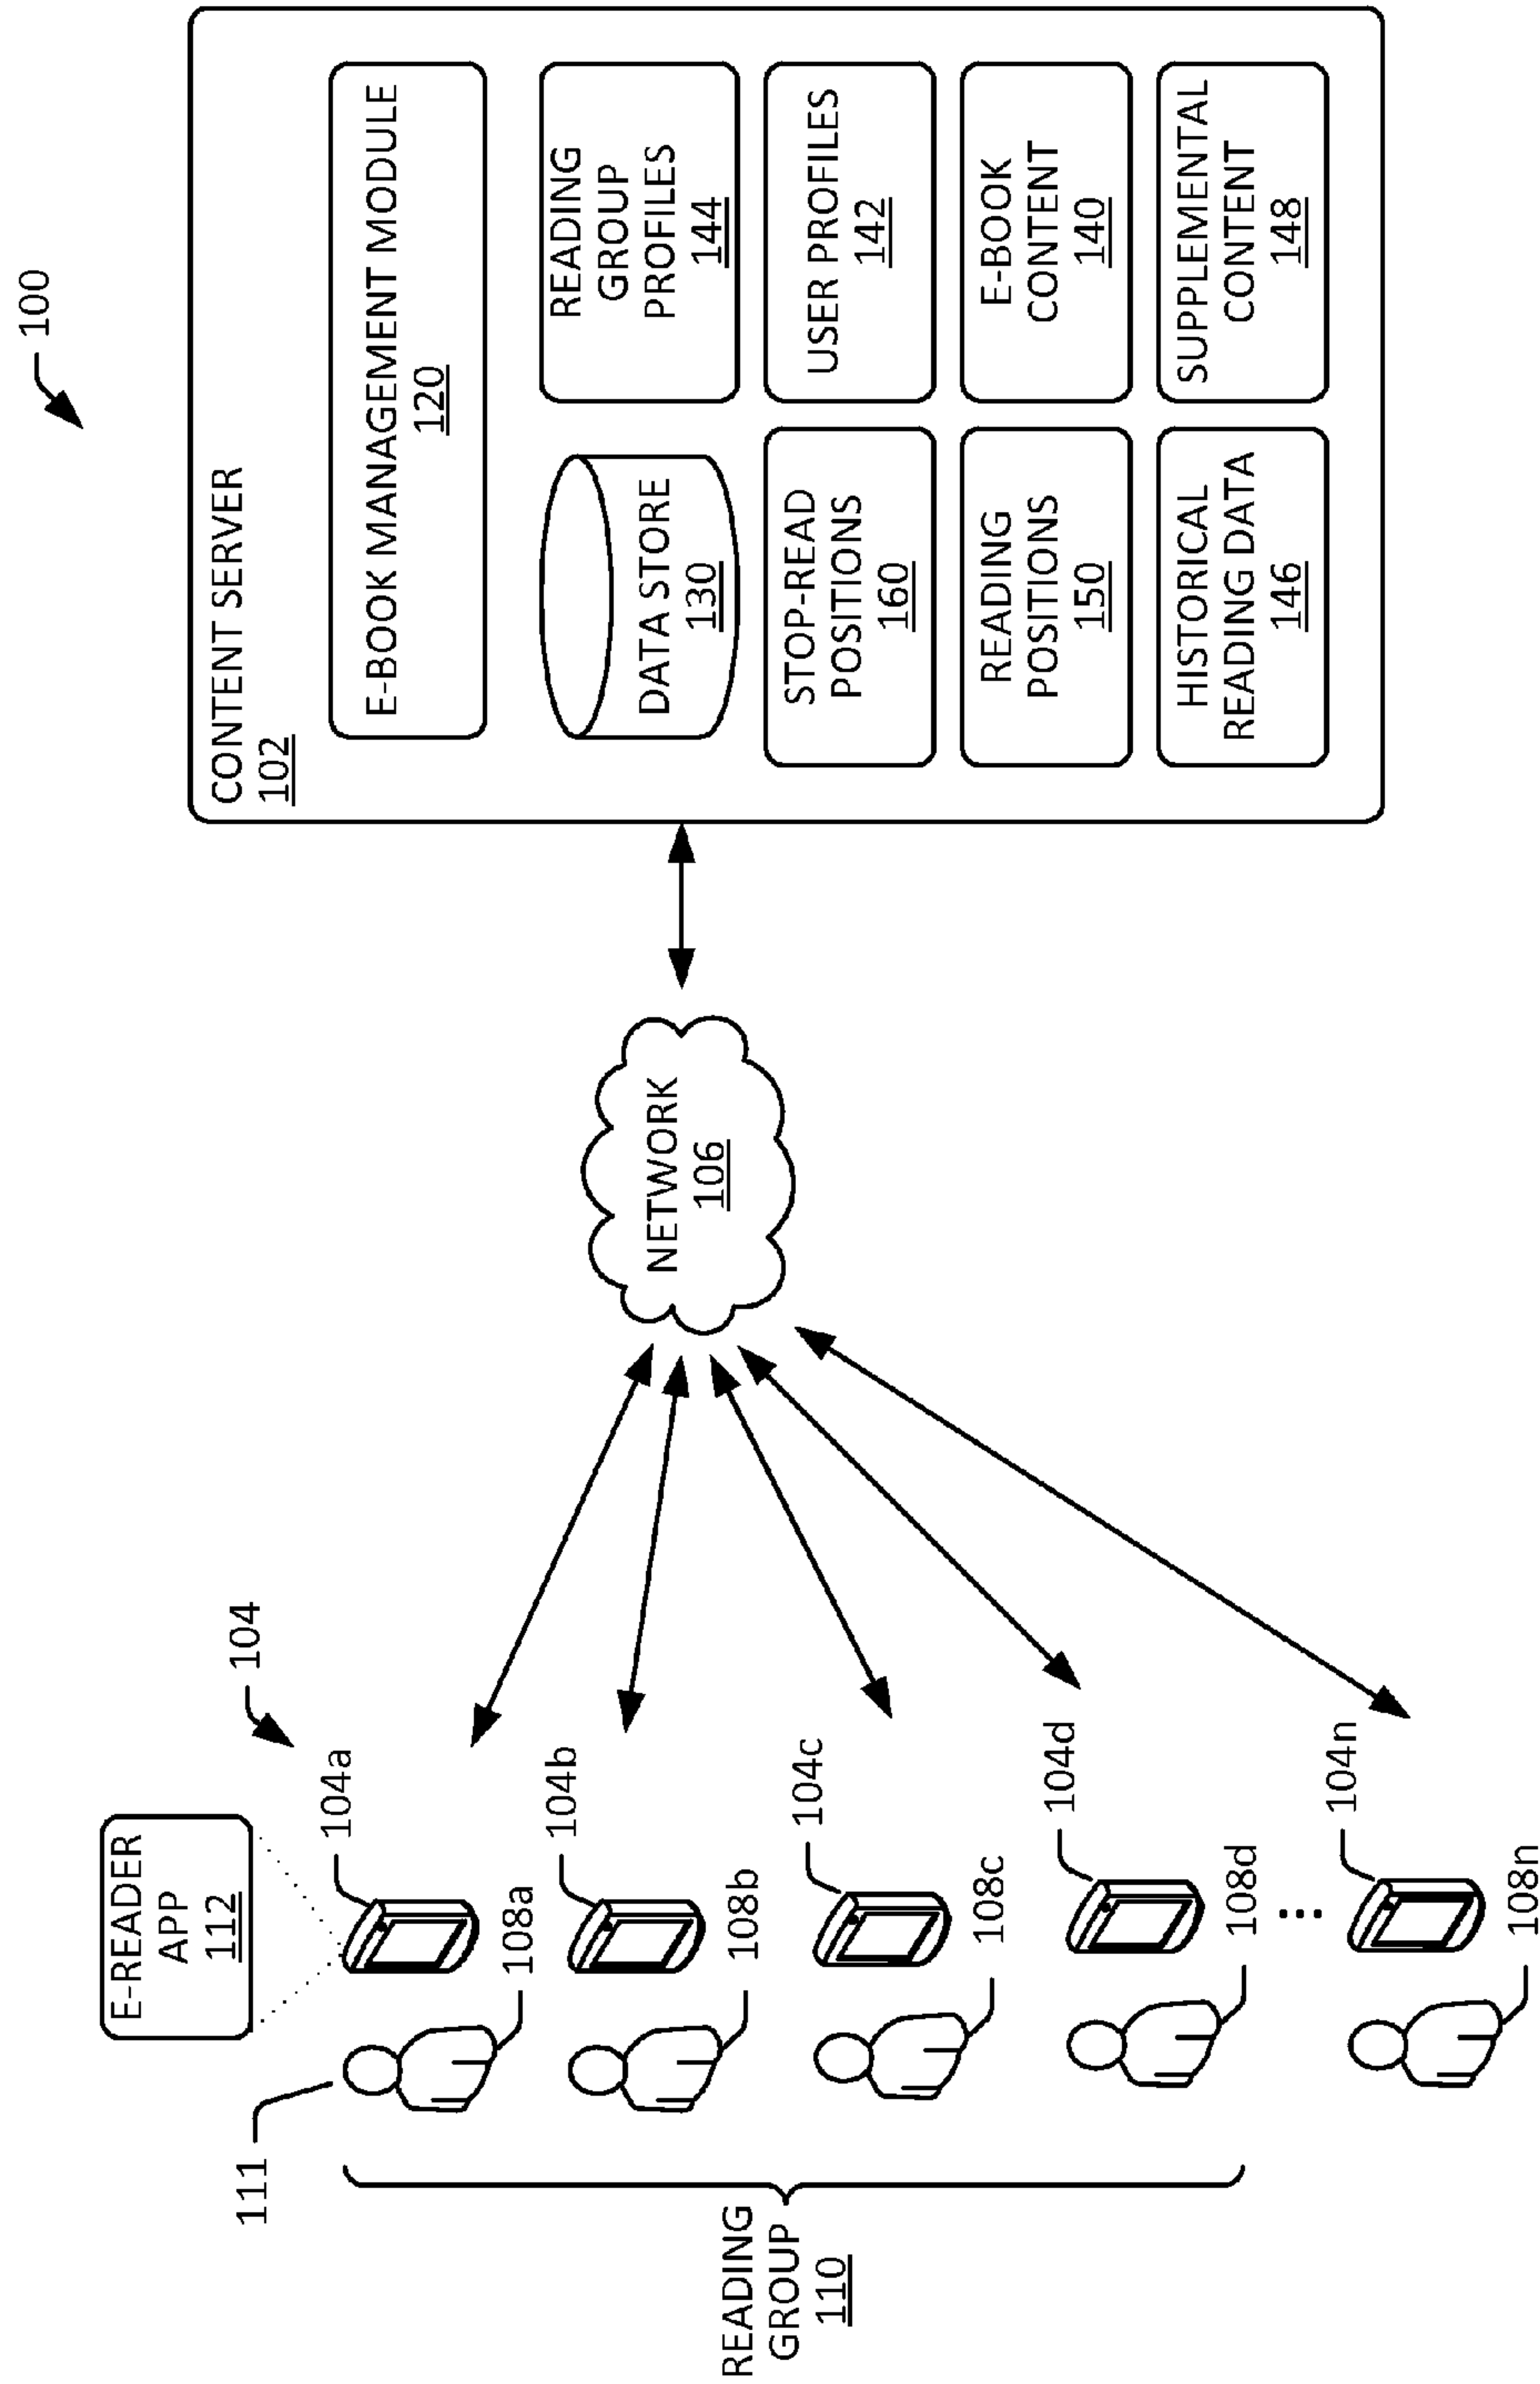 100
CONTENT SERVER
102
E-BOOK MANAGEMENT MODULE
120
DATA STORE
130
READING
GROUP
PROFILES
144
STOP-READ
POSITIONS
160
USER PROFILES
142
READING
POSITIONS
150
E-BOOK
CONTENT
140
HISTORICAL
READING DATA
146
SUPPLEMENTAL
CONTENT
148
NETWORK
106
E-READER
APP
112
104
111
104a
108a
104b
108b
104c
108c
104d
108d
104n
108n
READING
GROUP
110